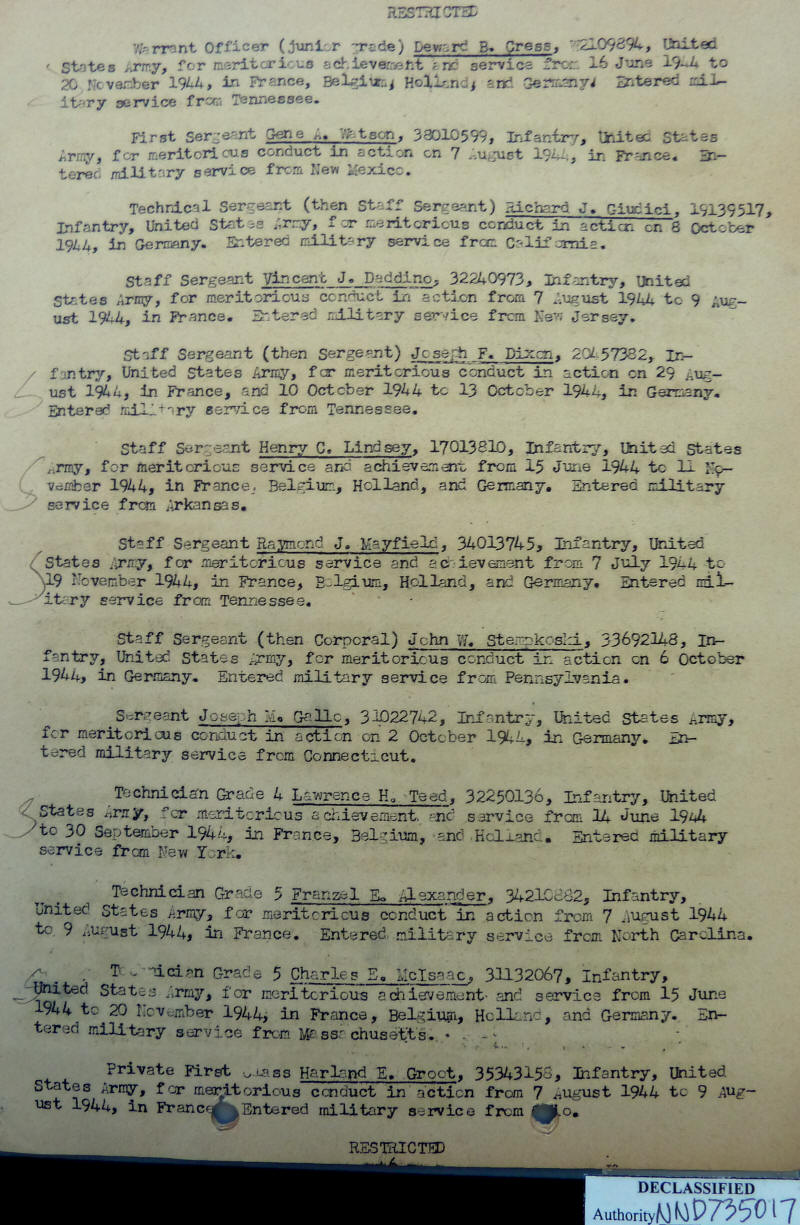 RESTRICTED
Warrant Officer (junior grade) Deward B. Cress, W2109894, United
States Army, for meritorious achievement and service from 16 June 1944 to
20 November 1944, in France, Belgium, Holland, and Germany. Entered mil-
itary service from Tennessee.
First Sergeant Gene A. Watson, 38010599, Infantry, United States
Army, for meritorious conduct in action on 7 August 1944, in France. En-
tered military service from New Mexico.
Technical Sergeant (then Staff Sergeant) Richard J. Giudici, 19139517,
Infantry, United States Army, for meritorious conduct in action on 8 October
1944, in Germany. Entered military service from California.
Staff Sergeant Vincent J. Daddino, 32240973, Infantry, United
States Army, for meritorious conduct in action from 7 August 1944 to 9 Aug-
ust 1944, in France. Entered military service from New Jersey.
Staff Sergeant (then Sergeant) Joseph F. Dixon, 20457382, In-
fantry, United States Army, for meritorious conduct in action on 29 Aug-
ust 1944, in France, and 10 October 1944 to 13 October 1944, in Germany.
Entered military service from Tennessee.
Staff Sergeant Henry C. Lindsey, 17013810, Infantry, United States
Army, for meritorious service and achievement from 15 June 1944 to 11 No-
vember 1944, in France, Belgium, Holland, and Germany. Entered military
service from Arkansas.
Staff Sergeant Raymond J. Mayfield, 34013745, Infantry, United
States Army, for meritorious service and achievement from 7 July 1944 to
19 November 1944, in France, Belgium, Holland, and Germany. Entered mil-
itary service from Tennessee.
Staff Sergeant (then Corporal) John W. Stempkoski, 33692148, In-
fantry, United States Army, for meritorious conduct in action on 6 October
1944, in Germany. Entered military service from Pennsylvania.
Sergeant Joseph M. Gallo, 31022742, Infantry, United States Army,
for meritorious conduct in action on 2 October 1944, in Germany. En-
tered military service from Connecticut.
Technician Grade 4 Lawrence H. Teed, 32250136, Infantry, United
States Army, for meritorious achievement and service from 14 June 1944
to 30 September 1944, in France, Belgium, and Holland. Entered military
service from New York.
Technician Grade 5 Franzel E. Alexander, 34210882, Infantry,
United States Army, for meritorious conduct in action from 7 August 1944
to 9 August 1944, in France. Entered military service from North Carolina.
Technician Grade 5 Charles E. McIsaac, 31132067, Infantry,
United States Army, for meritorious achievement and service from 15 June
1944 to 20 November 1944, in France, Belgium, Holland, and Germany. En-
tered military service from Massachusetts.
Private First Class Harland E. Groot, 35343158, Infantry, United
States Army, for meritorious conduct in action from 7 August 1944 to 9 Aug-
ust 1944, in France Entered military service from
RESTRICTED
6
DECLASSIFIED
Authority NND735017